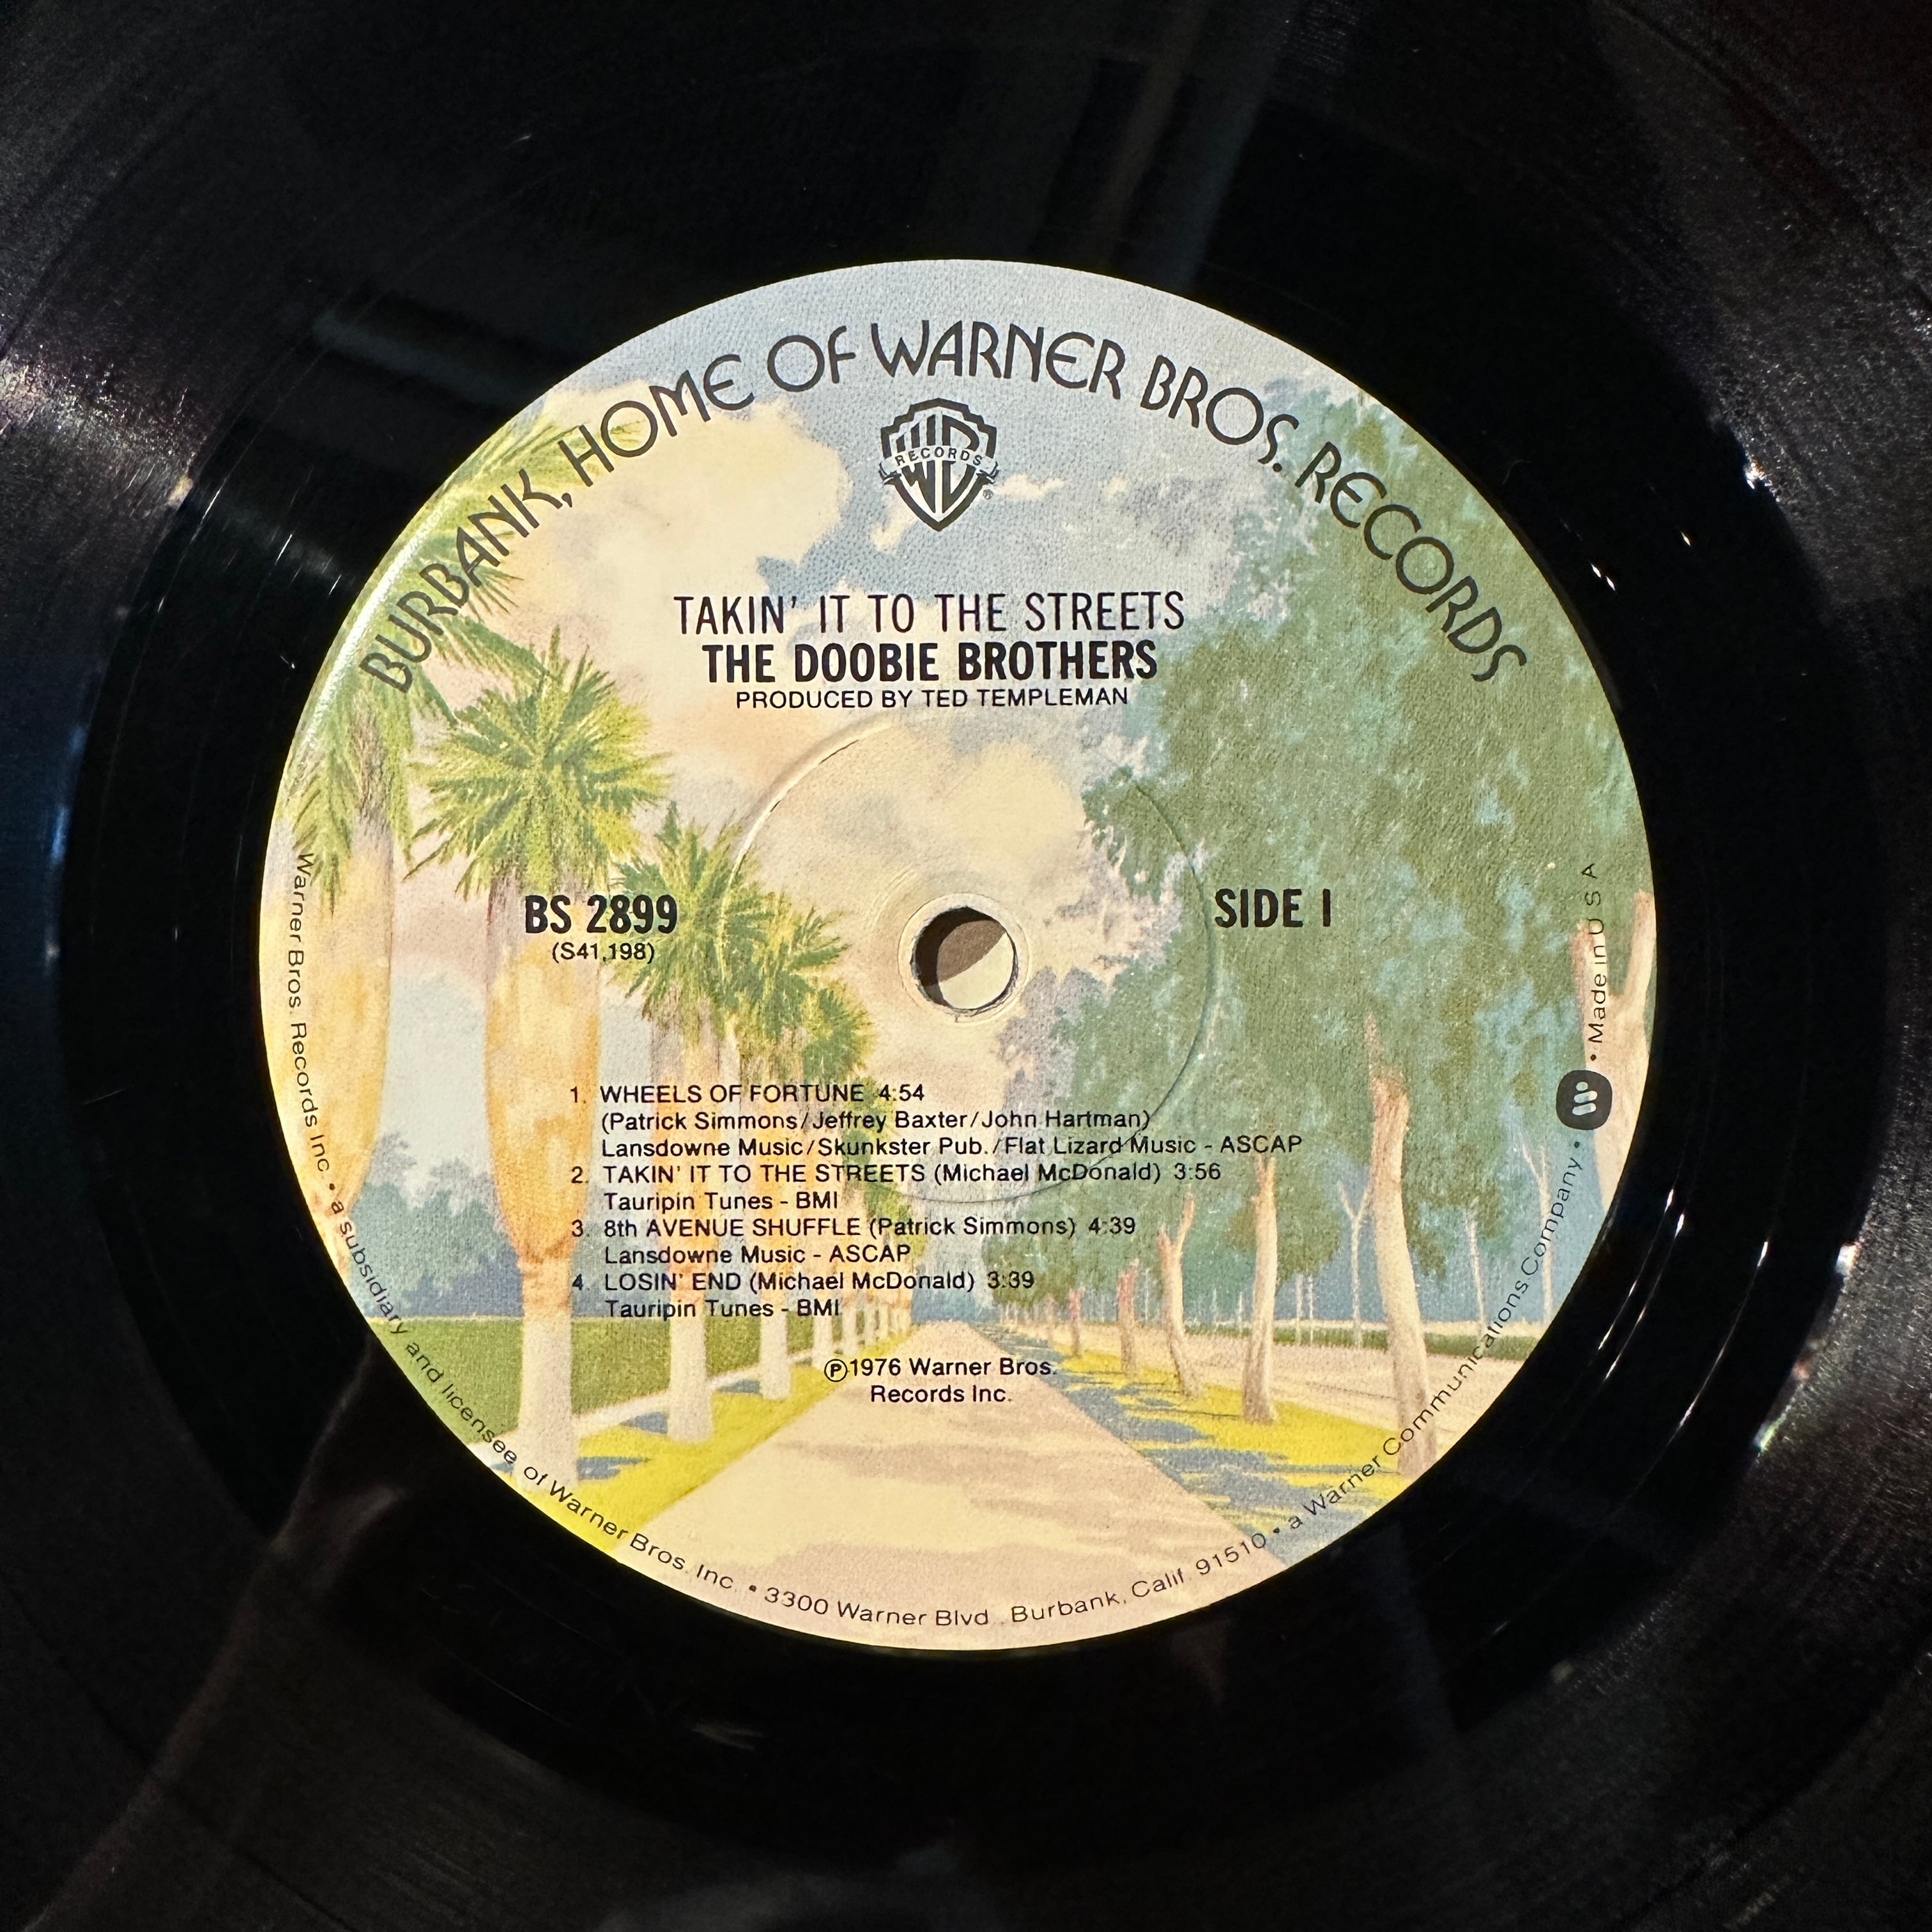 BURBANK, HOME OF WARNER BROS. RECORDS
WB
RECORDS
®
TAKIN' IT TO THE STREETS
THE DOOBIE BROTHERS
PRODUCED BY TED TEMPLEMAN
BS 2899
(S41,198)
SIDE I
1. WHEELS OF FORTUNE 4:54
(Patrick Simmons/Jeffrey Baxter/John Hartman)
Lansdowne Music/Skunkster Pub./Flat Lizard Music - ASCAP
2. TAKIN' IT TO THE STREETS (Michael McDonald) 3:56
Tauripin Tunes - BMI
3. 8th AVENUE SHUFFLE (Patrick Simmons) 4:39
Lansdowne Music - ASCAP
4. LOSIN' END (Michael McDonald) 3:39
Tauripin Tunes - BMI
℗1976 Warner Bros.
Records Inc.
Warner Bros. Records Inc. • a subsidiary and licensee of Warner Bros. Inc. • 3300 Warner Blvd., Burbank, Calif. 91510 • a Warner Communications Company • • Made in U S A